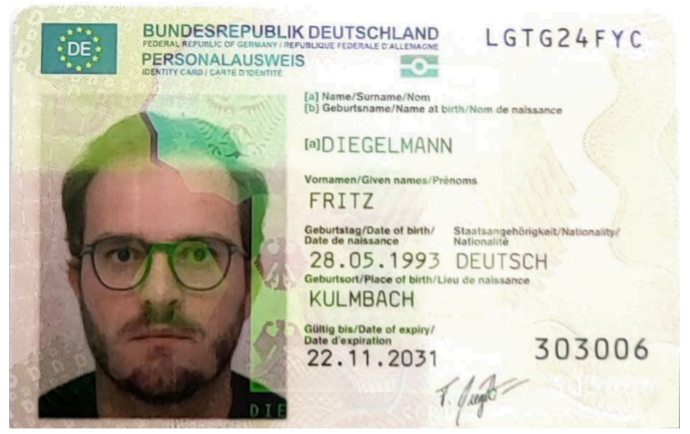 DE
BUNDESREPUBLIK DEUTSCHLAND
FEDERAL REPUBLIC OF GERMANY / REPUBLIQUE FEDERALE D'ALLEMAGNE
PERSONALAUSWEIS
IDENTITY CARD / CARTE D'IDENTITÉ
LGTG24FYC
[a] Name/Surname/Nom
[b] Geburtsname/Name at birth/Nom de naissance
[a]DIEGELMANN
Vornamen/Given names/Prénoms
FRITZ
Geburtstag/Date of birth/ Staatsangehörigkeit/Nationality/
Date de naissance Nationalité
28.05.1993 DEUTSCH
Geburtsort/Place of birth/Lieu de naissance
KULMBACH
Gültig bis/Date of expiry/
Date d'expiration
22.11.2031
303006
DIE